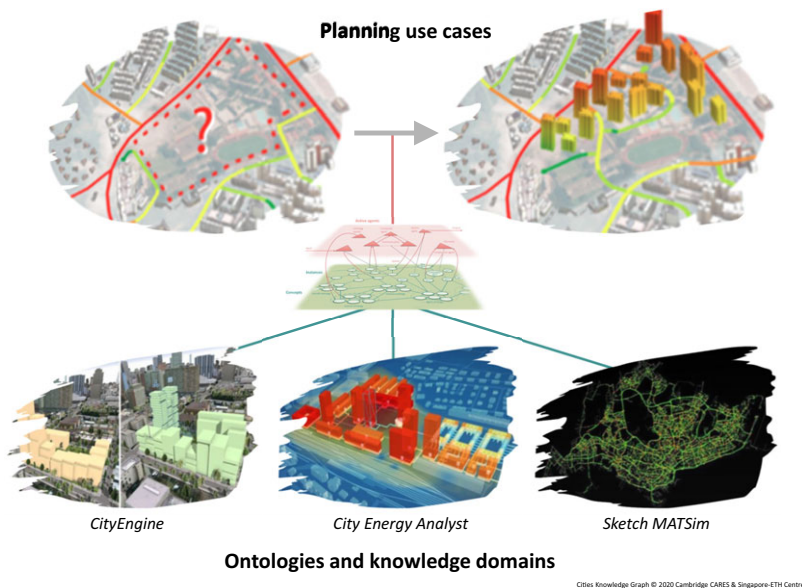 Planning use cases
?
CityEngine
City Energy Analyst
Sketch MATSim
Ontologies and knowledge domains
Cities Knowledge Graph © 2020 Cambridge CARES & Singapore-ETH Centre